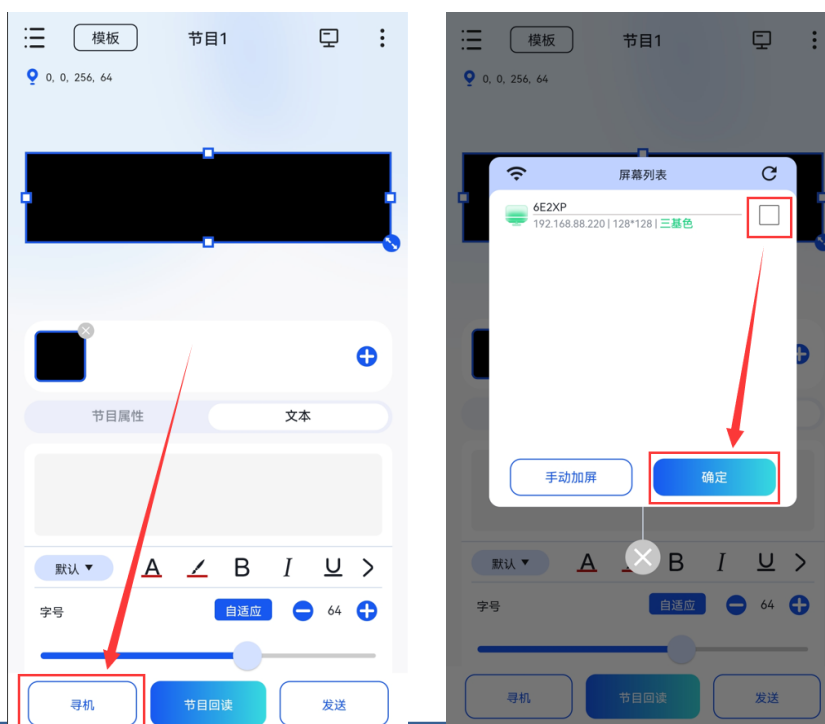 模板
节目1
0, 0, 256, 64
节目属性
文本
默认
A
B
I
U
字号
自适应
64
寻机
节目回读
发送
模板
节目1
0, 0, 256, 64
屏幕列表
6E2XP
192.168.88.220 | 128*128 | 三基色
手动加屏
确定
默认
A
B
I
U
字号
自适应
64
寻机
节目回读
发送